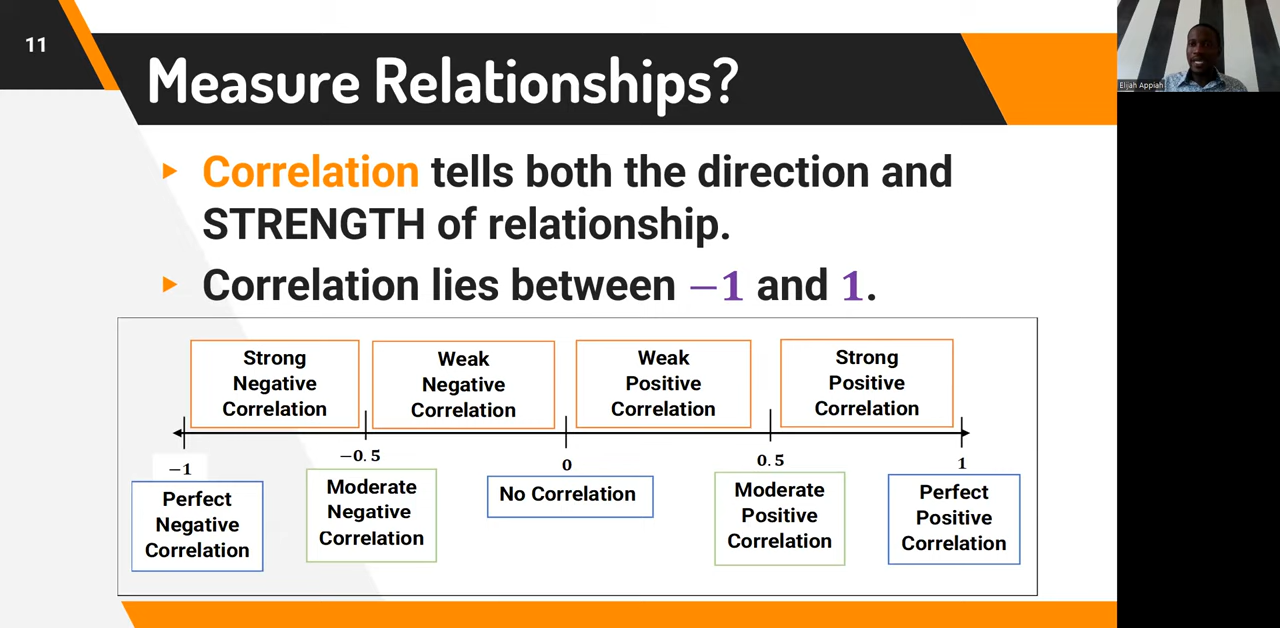 11
Measure Relationships?
Elijah Appiah
Correlation tells both the direction and
STRENGTH of relationship.
Correlation lies between −1 and 1.
Strong
Negative
Correlation
Weak
Negative
Correlation
Weak
Positive
Correlation
Strong
Positive
Correlation
−1
−0.5
0
0.5
1
Perfect
Negative
Correlation
Moderate
Negative
Correlation
No Correlation
Moderate
Positive
Correlation
Perfect
Positive
Correlation